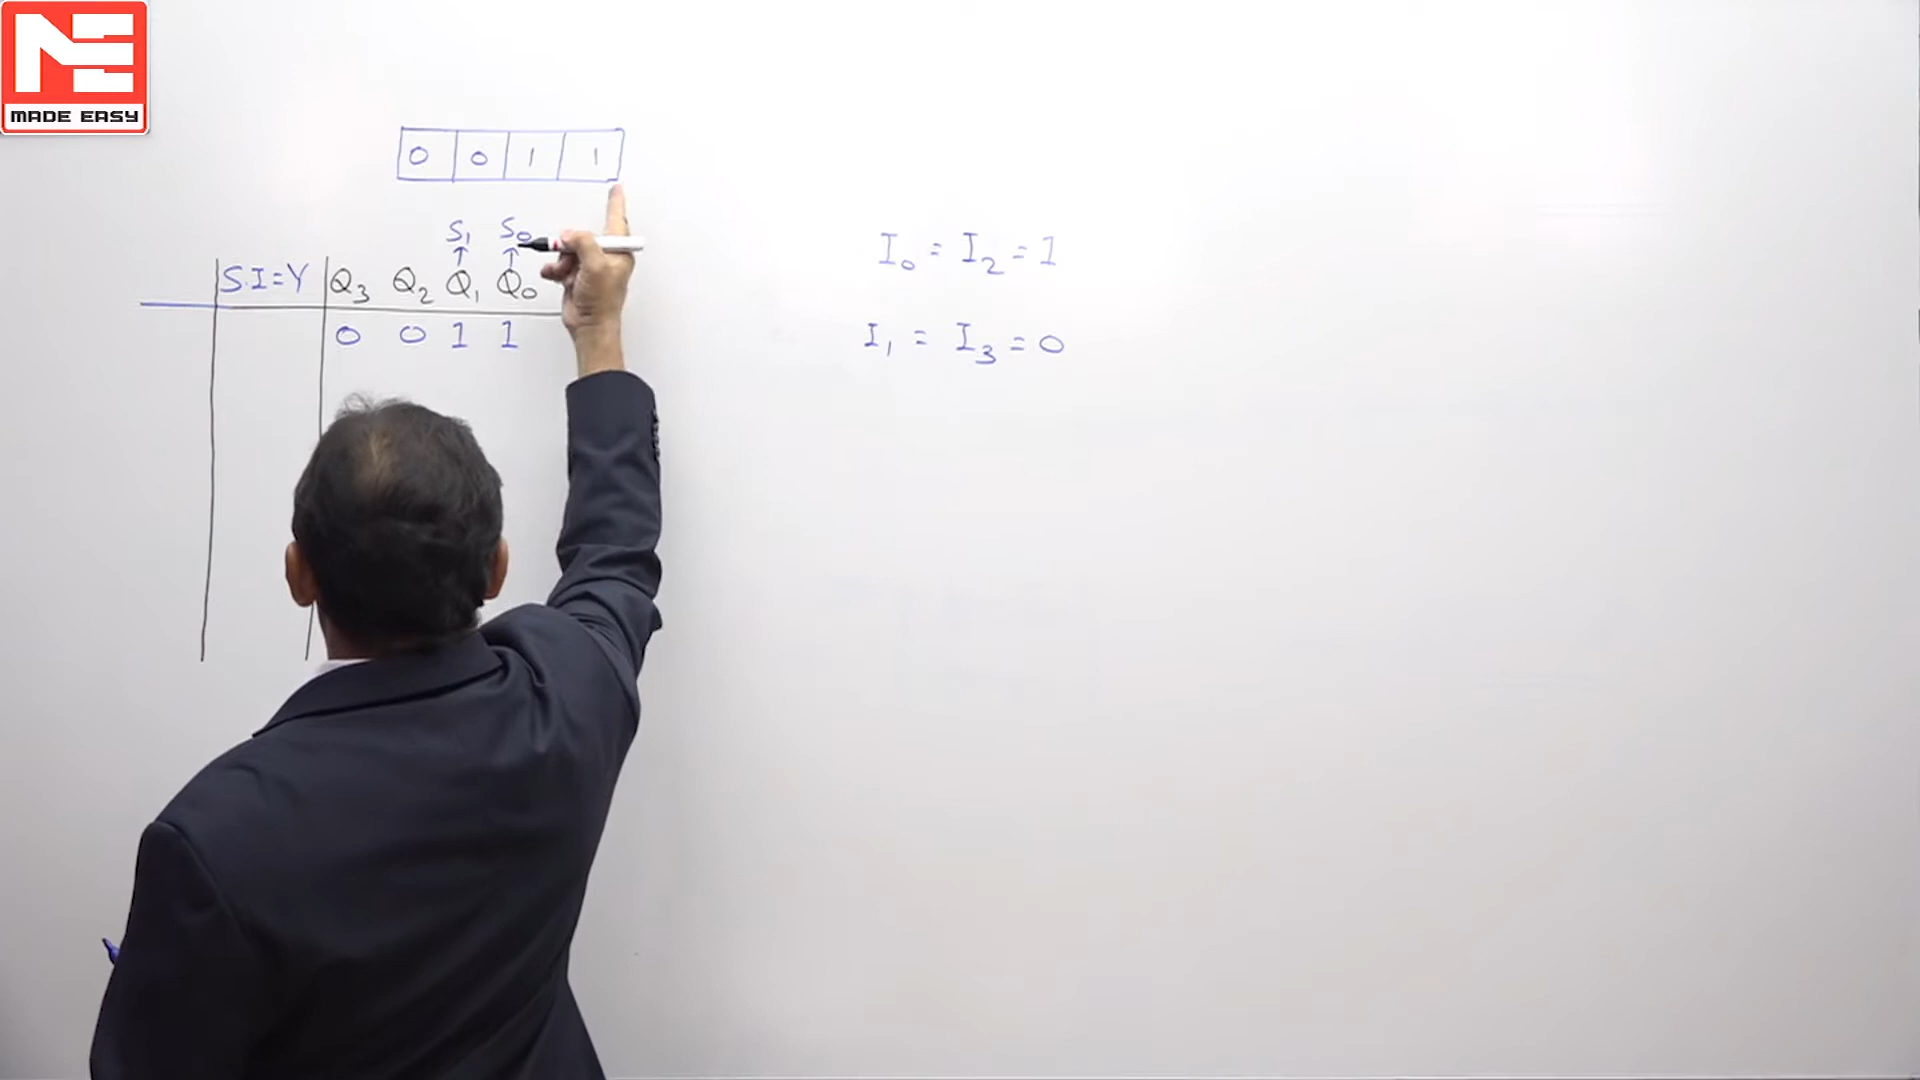 ME
MADE EASY
0 0 1 1
S₁ S₀
↑ ↑
S.I=Y Q₃ Q₂ Q₁ Q₀
0 0 1 1
I₀ = I₂ = 1
I₁ = I₃ = 0